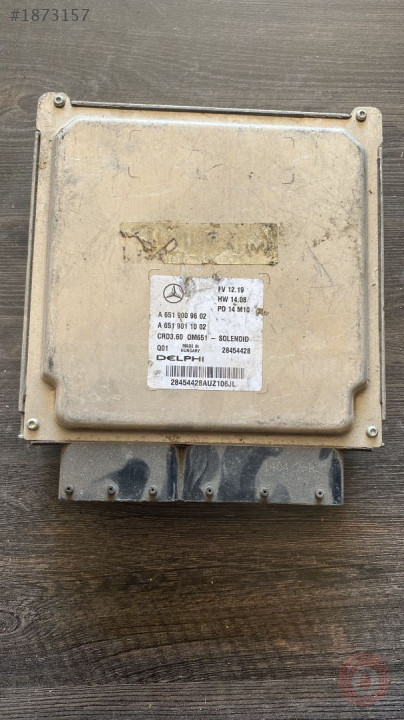 #1873157
FV 12.19
HW 14.08
PD 14 M10
A 651 900 96 02
A 651 901 10 02
CRD3.60 OM651 - SOLENOID
Q01 MADE IN HUNGARY 28454428
DELPHI
28454428AUZ106JL